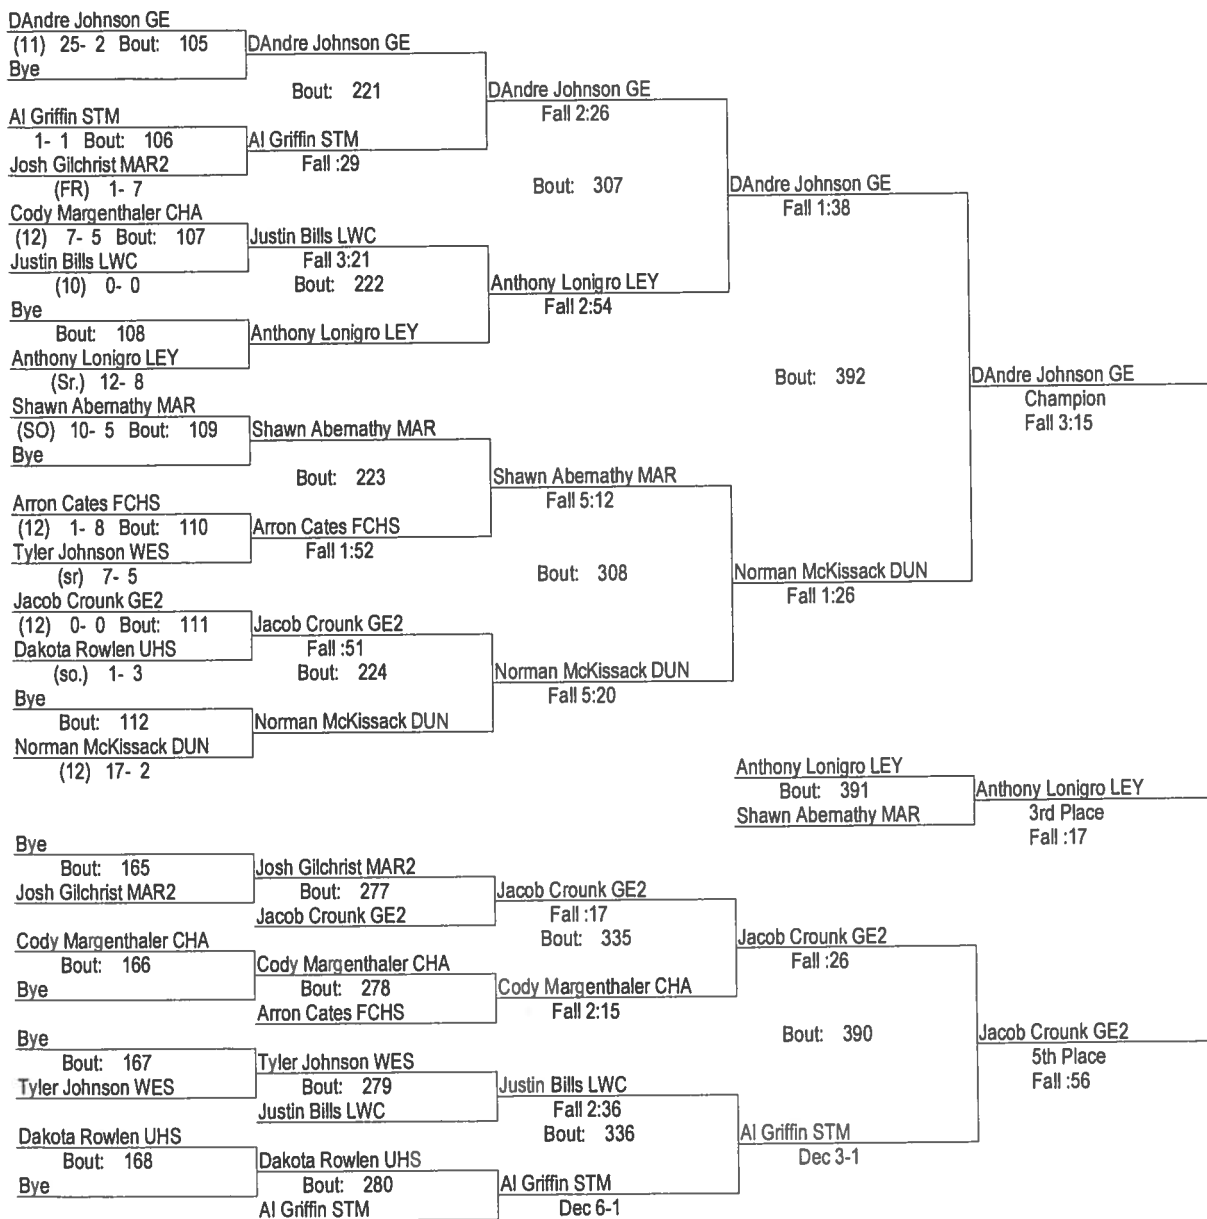 DAndre Johnson GE
(11) 25- 2 Bout: 105
Bye
DAndre Johnson GE
Bout: 221
Al Griffin STM
1- 1 Bout: 106
Josh Gilchrist MAR2
(FR) 1- 7
Al Griffin STM
Fall :29
DAndre Johnson GE
Fall 2:26
Bout: 307
Cody Margenthaler CHA
(12) 7- 5 Bout: 107
Justin Bills LWC
(10) 0- 0
Justin Bills LWC
Fall 3:21
Bout: 222
Bye
Bout: 108
Anthony Lonigro LEY
(Sr.) 12- 8
Anthony Lonigro LEY
Anthony Lonigro LEY
Fall 2:54
DAndre Johnson GE
Fall 1:38
Bout: 392
Shawn Abernathy MAR
(SO) 10- 5 Bout: 109
Bye
Shawn Abernathy MAR
Bout: 223
Arron Cates FCHS
(12) 1- 8 Bout: 110
Tyler Johnson WES
(sr) 7- 5
Arron Cates FCHS
Fall 1:52
Shawn Abernathy MAR
Fall 5:12
Bout: 308
Jacob Crounk GE2
(12) 0- 0 Bout: 111
Dakota Rowlen UHS
(so.) 1- 3
Jacob Crounk GE2
Fall :51
Bout: 224
Bye
Bout: 112
Norman McKissack DUN
(12) 17- 2
Norman McKissack DUN
Norman McKissack DUN
Fall 5:20
Norman McKissack DUN
Fall 1:26
DAndre Johnson GE
Champion
Fall 3:15
Anthony Lonigro LEY
Bout: 391
Shawn Abernathy MAR
Anthony Lonigro LEY
3rd Place
Fall :17
Bye
Bout: 165
Josh Gilchrist MAR2
Josh Gilchrist MAR2
Bout: 277
Jacob Crounk GE2
Jacob Crounk GE2
Fall :17
Bout: 335
Cody Margenthaler CHA
Bout: 166
Bye
Cody Margenthaler CHA
Bout: 278
Arron Cates FCHS
Cody Margenthaler CHA
Fall 2:15
Jacob Crounk GE2
Fall :26
Bout: 390
Bye
Bout: 167
Tyler Johnson WES
Tyler Johnson WES
Bout: 279
Justin Bills LWC
Justin Bills LWC
Fall 2:36
Bout: 336
Dakota Rowlen UHS
Bout: 168
Bye
Dakota Rowlen UHS
Bout: 280
Al Griffin STM
Al Griffin STM
Dec 6-1
Al Griffin STM
Dec 3-1
Jacob Crounk GE2
5th Place
Fall :56